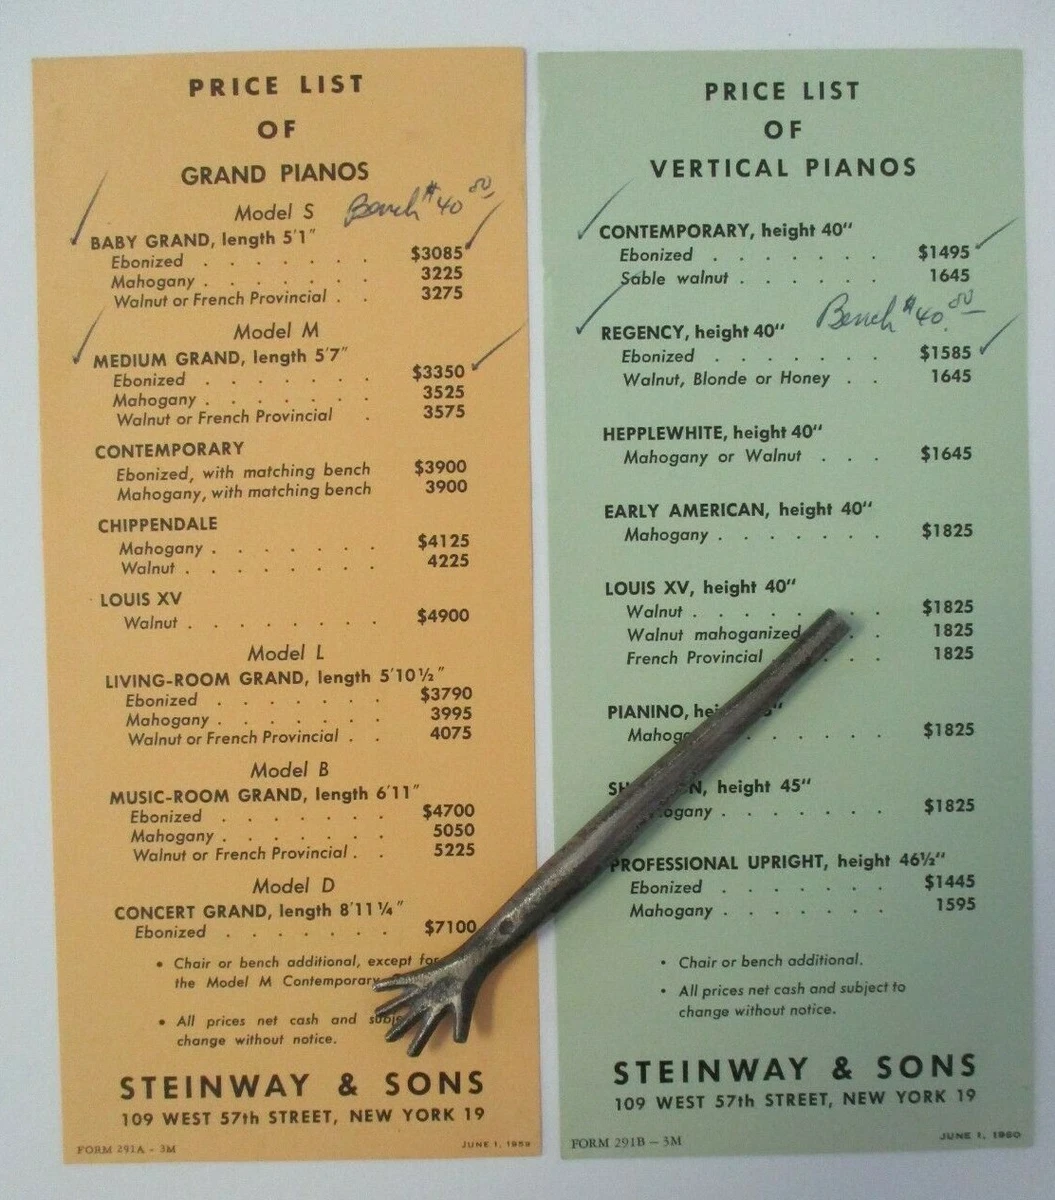 PRICE LIST
OF
GRAND PIANOS
Model S
Bench $40.00
BABY GRAND, length 5'1"
Ebonized . . . . . . . $3085
Mahogany . . . . . . . 3225
Walnut or French Provincial . . 3275
Model M
MEDIUM GRAND, length 5'7"
Ebonized . . . . . . . $3350
Mahogany . . . . . . . 3525
Walnut or French Provincial . 3575
CONTEMPORARY
Ebonized, with matching bench $3900
Mahogany, with matching bench 3900
CHIPPENDALE
Mahogany . . . . . . . $4125
Walnut . . . . . . . . 4225
LOUIS XV
Walnut . . . . . . . . $4900
Model L
LIVING-ROOM GRAND, length 5'10½"
Ebonized . . . . . . . $3790
Mahogany . . . . . . . 3995
Walnut or French Provincial . . 4075
Model B
MUSIC-ROOM GRAND, length 6'11"
Ebonized . . . . . . . $4700
Mahogany . . . . . . . 5050
Walnut or French Provincial . . 5225
Model D
CONCERT GRAND, length 8'11¼"
Ebonized . . . . . . . $7100
• Chair or bench additional, except for
the Model M Contemporary
• All prices net cash and subje
change without notice.
STEINWAY & SONS
109 WEST 57th STREET, NEW YORK 19
FORM 291A - 3M
JUNE 1, 1959
PRICE LIST
OF
VERTICAL PIANOS
CONTEMPORARY, height 40"
Ebonized . . . . . . . $1495
Sable walnut . . . . . . 1645
Bench $40.00
REGENCY, height 40"
Ebonized . . . . . . . $1585
Walnut, Blonde or Honey . . 1645
HEPPLEWHITE, height 40"
Mahogany or Walnut . . . $1645
EARLY AMERICAN, height 40"
Mahogany . . . . . . . $1825
LOUIS XV, height 40"
Walnut . . . . . . . . $1825
Walnut mahoganized . . 1825
French Provincial . . . 1825
PIANINO, hei
Mahoga . . . . . $1825
height 45"
ogany . . . . . . . $1825
PROFESSIONAL UPRIGHT, height 46½"
Ebonized . . . . . . . $1445
Mahogany . . . . . . . 1595
• Chair or bench additional.
• All prices net cash and subject to
change without notice.
STEINWAY & SONS
109 WEST 57th STREET, NEW YORK 19
FORM 291B – 3M
JUNE 1, 1960